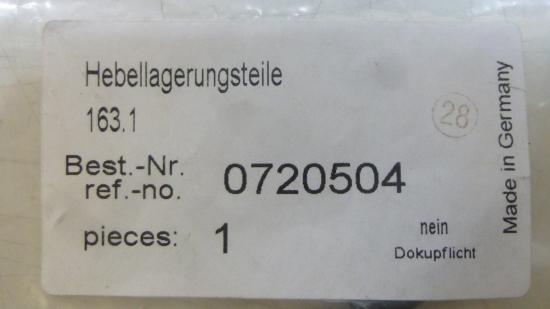 Hebellagerungsteile
163.1
28
Best.-Nr.
ref.-no.
0720504
pieces: 1
nein
Dokupflicht
Made in Germany